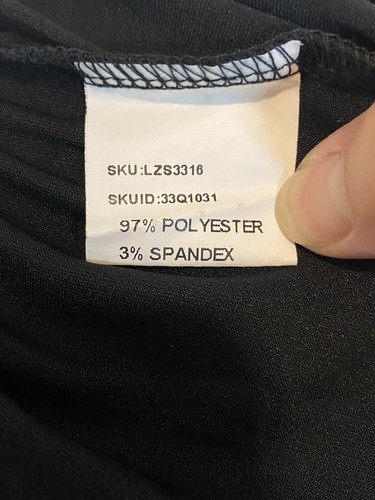 SKU:LZS3316
SKUID:33Q1031
97% POLYESTER
3% SPANDEX